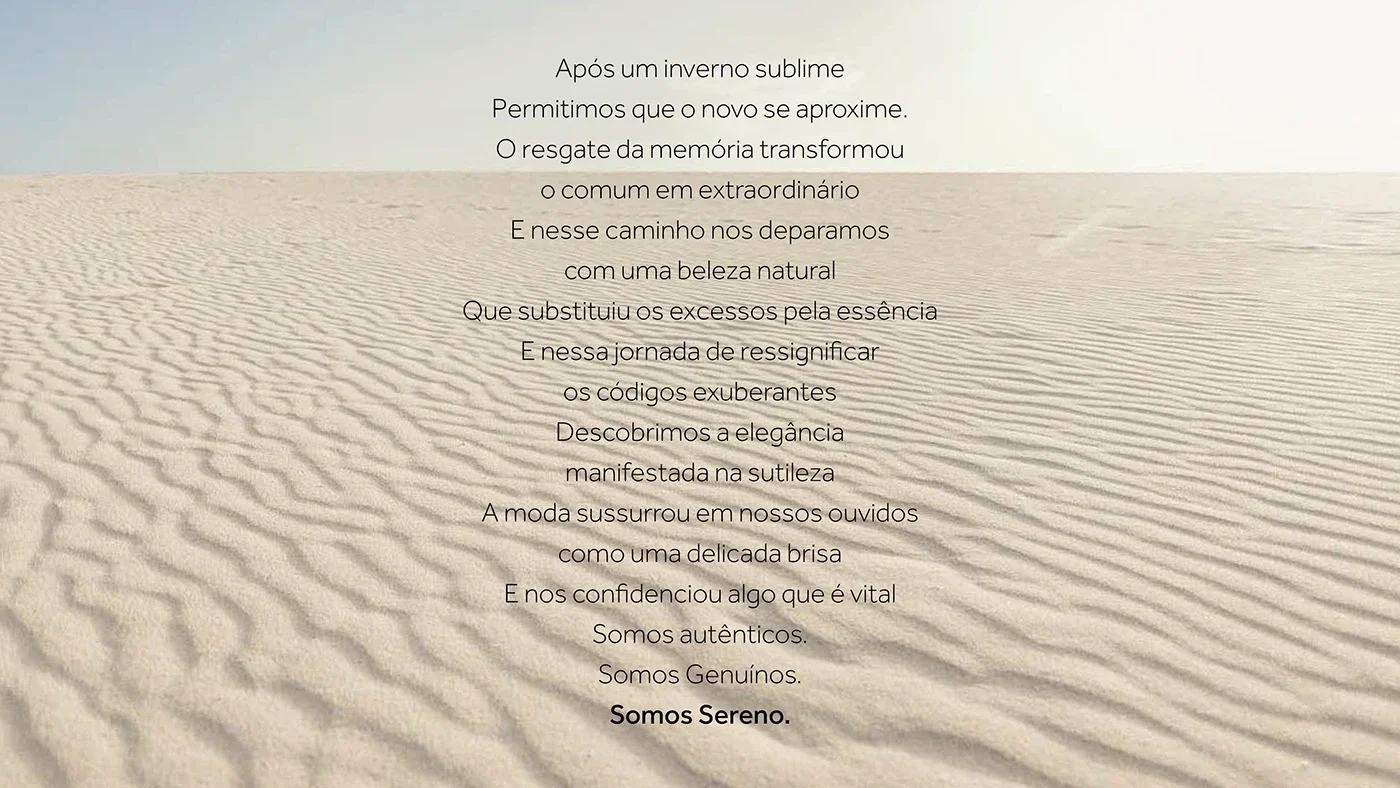 Após um inverno sublime
Permitimos que o novo se aproxime.
O resgate da memória transformou
o comum em extraordinário
E nesse caminho nos deparamos
com uma beleza natural
Que substituiu os excessos pela essência
E nessa jornada de ressignificar
os códigos exuberantes
Descobrimos a elegância
manifestada na sutileza
A moda sussurrou em nossos ouvidos
como uma delicada brisa
E nos confidenciou algo que é vital
Somos autênticos.
Somos Genuínos.
Somos Sereno.